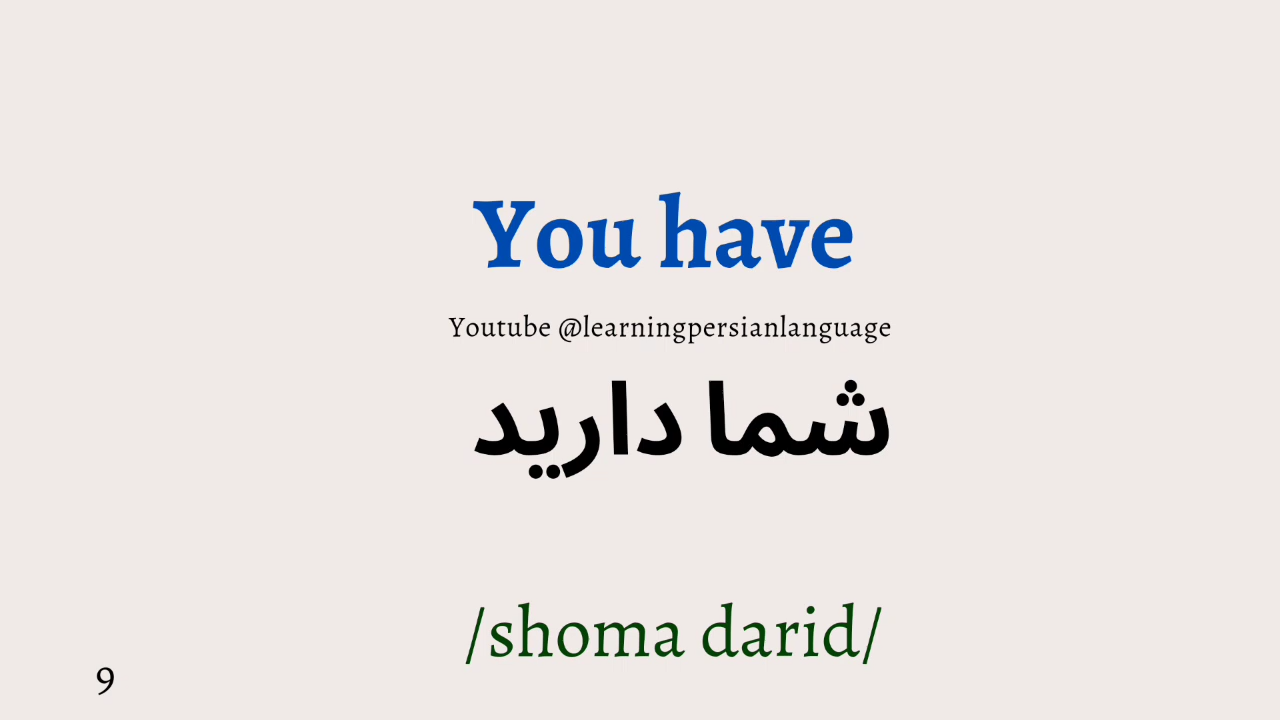 You have
Youtube @learningpersianlanguage
شما دارید
/shoma darid/
9